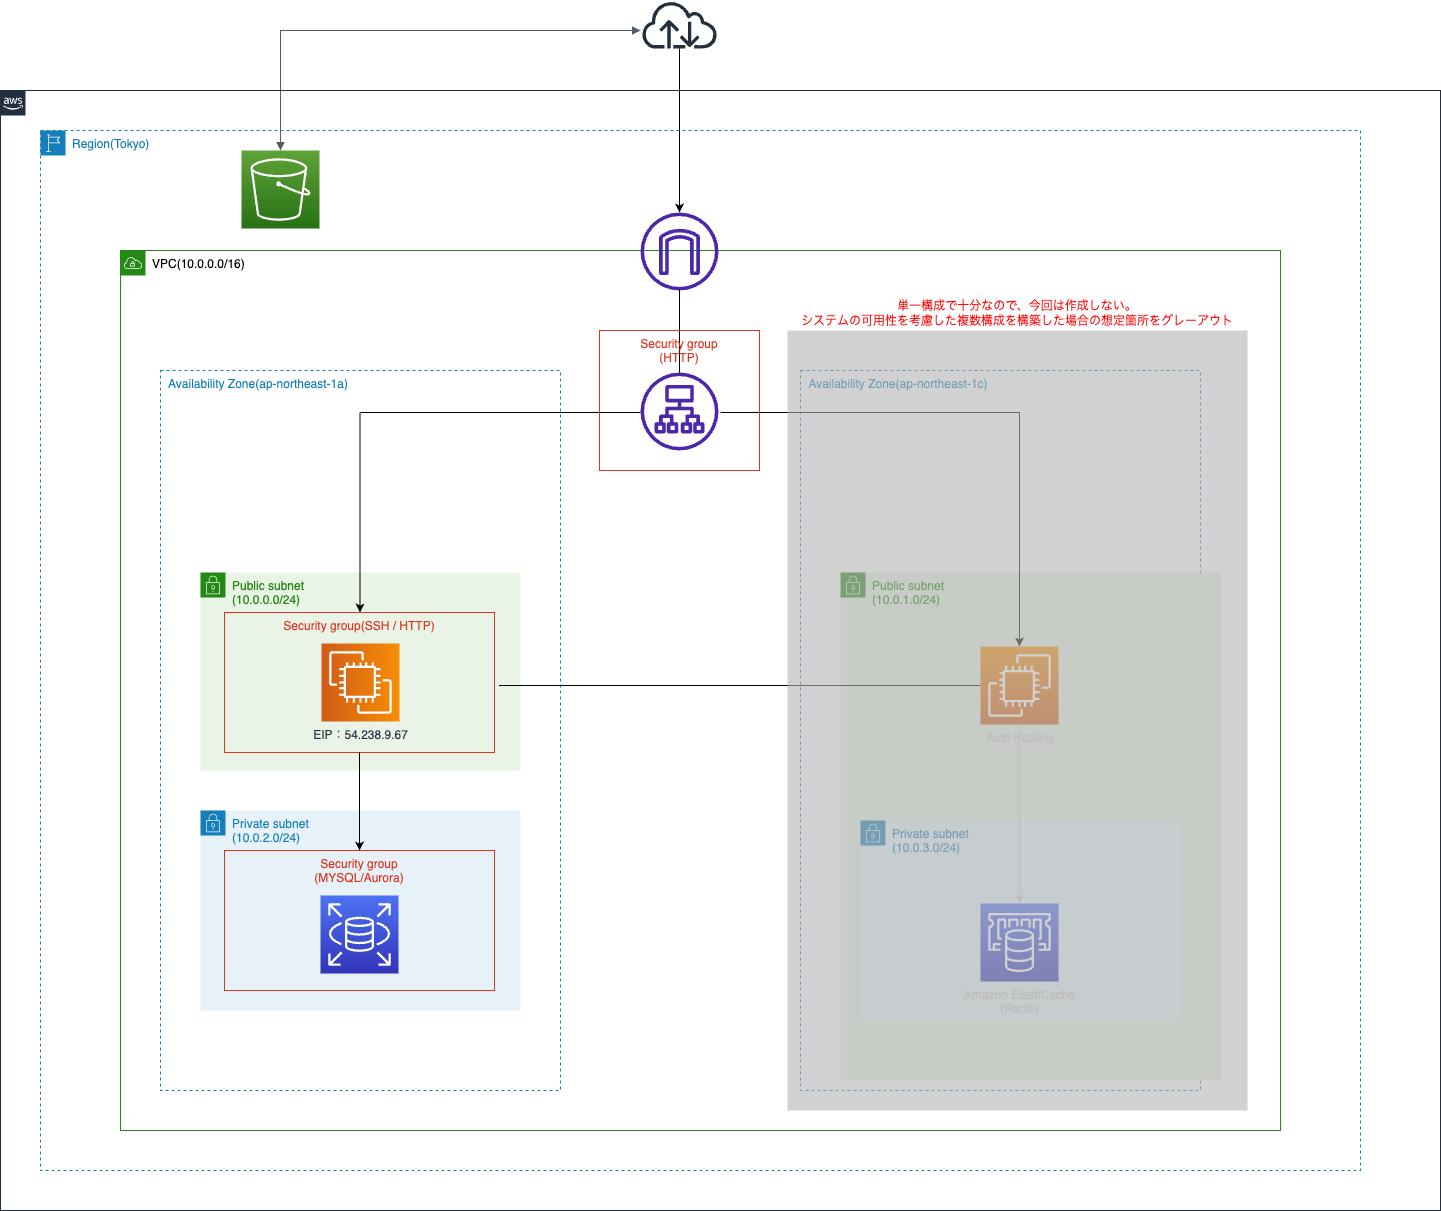 aws
Region(Tokyo)
VPC(10.0.0.0/16)
単一構成で十分なので、今回は作成しない。
システムの可用性を考慮した複数構成を構築した場合の想定箇所をグレーアウト
Security group
(HTTP)
Availability Zone(ap-northeast-1a)
Availability Zone(ap-northeast-1c)
Public subnet
(10.0.0.0/24)
Security group(SSH / HTTP)
EIP：54.238.9.67
Public subnet
(10.0.1.0/24)
Auto Scaling
Private subnet
(10.0.2.0/24)
Security group
(MYSQL/Aurora)
Private subnet
(10.0.3.0/24)
Amazon ElastiCache
(Radis)